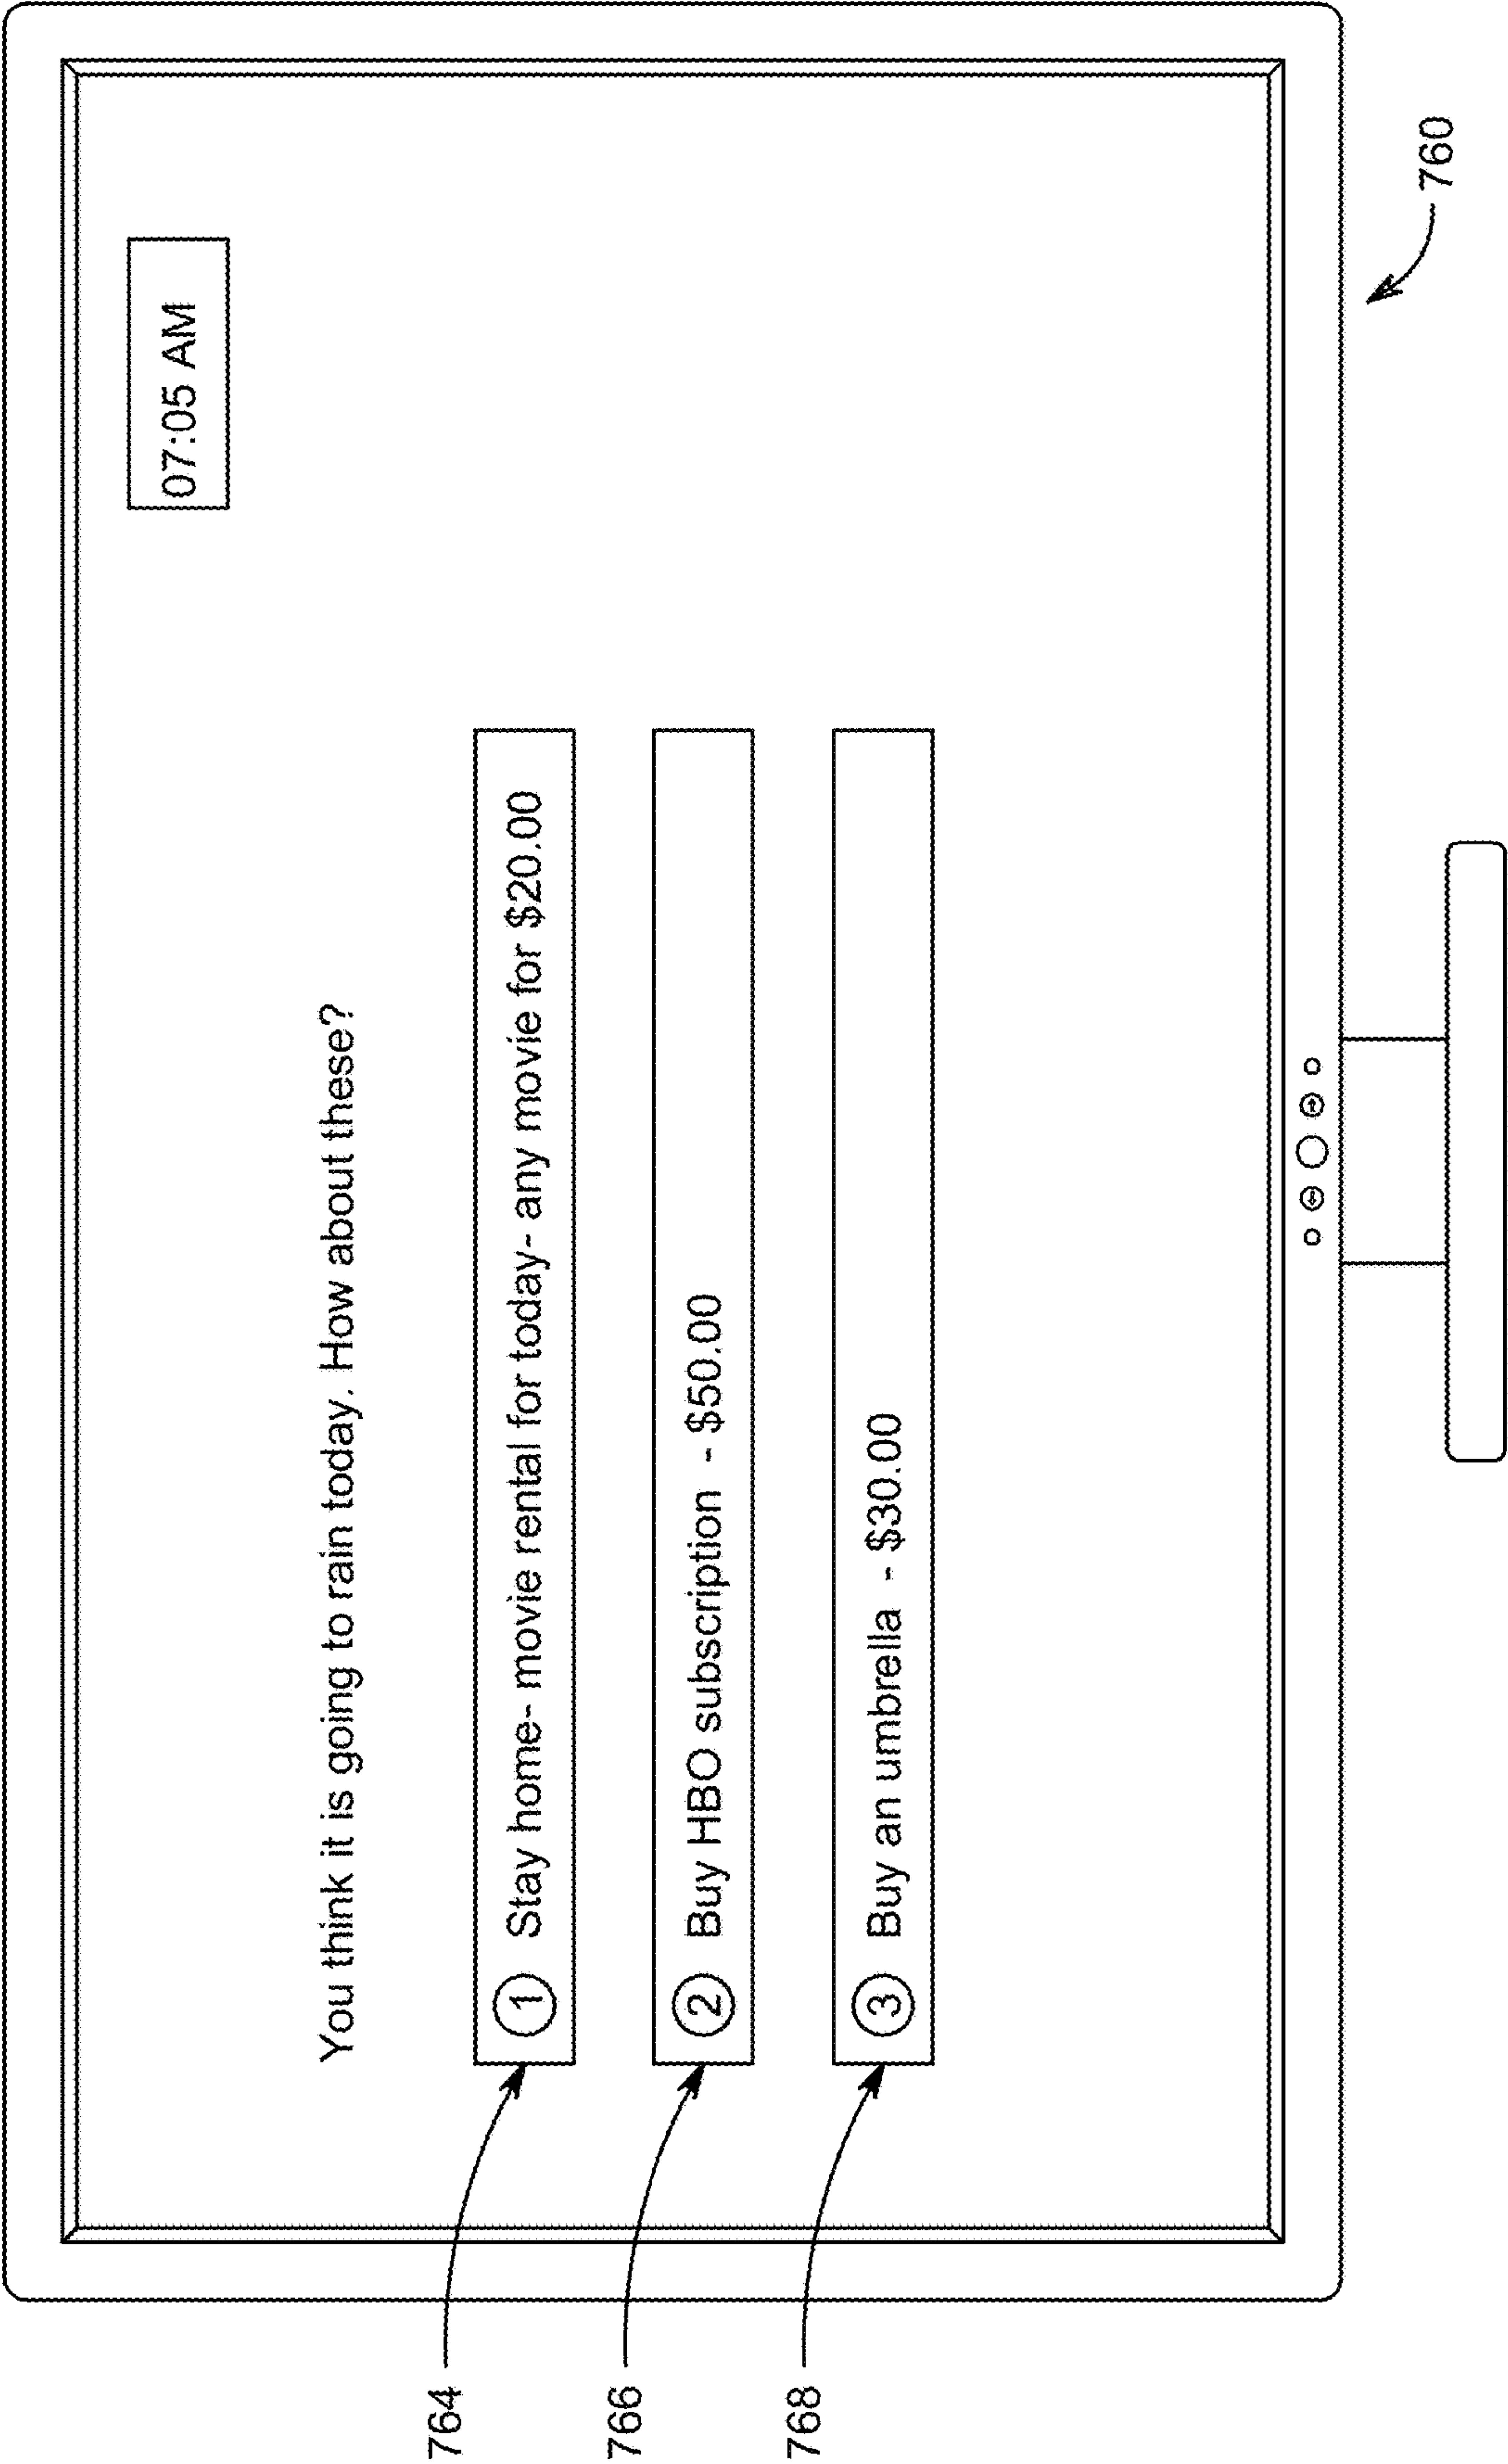 07:05 AM
You think it is going to rain today. How about these?
1 Stay home- movie rental for today- any movie for $20.00
2 Buy HBO subscription - $50.00
3 Buy an umbrella - $30.00
764
766
768
760